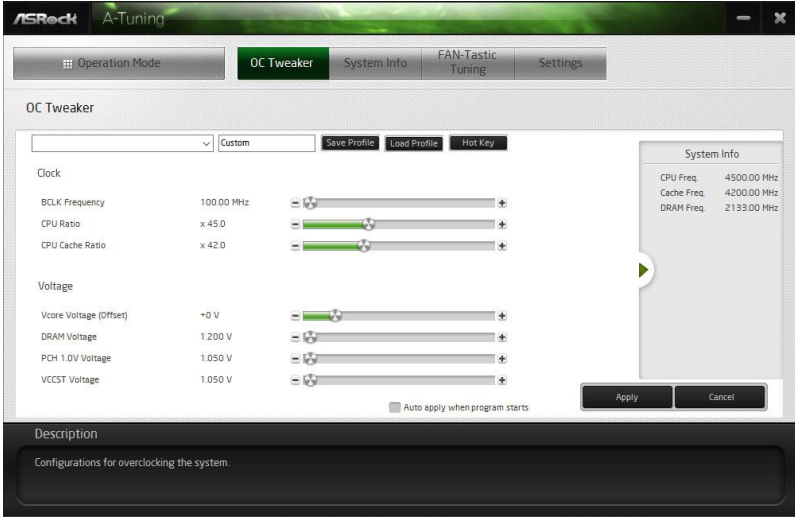 ASRock A-Tuning
Operation Mode
OC Tweaker
System Info
FAN-Tastic
Tuning
Settings
OC Tweaker
Custom
Save Profile
Load Profile
Hot Key
Clock
BCLK Frequency 100.00 MHz
CPU Ratio x 45.0
CPU Cache Ratio x 42.0
Voltage
Vcore Voltage (Offset) +0 V
DRAM Voltage 1.200 V
PCH 1.0V Voltage 1.050 V
VCCST Voltage 1.050 V
Auto apply when program starts
System Info
CPU Freq. 4500.00 MHz
Cache Freq. 4200.00 MHz
DRAM Freq. 2133.00 MHz
Apply
Cancel
Description
Configurations for overclocking the system.